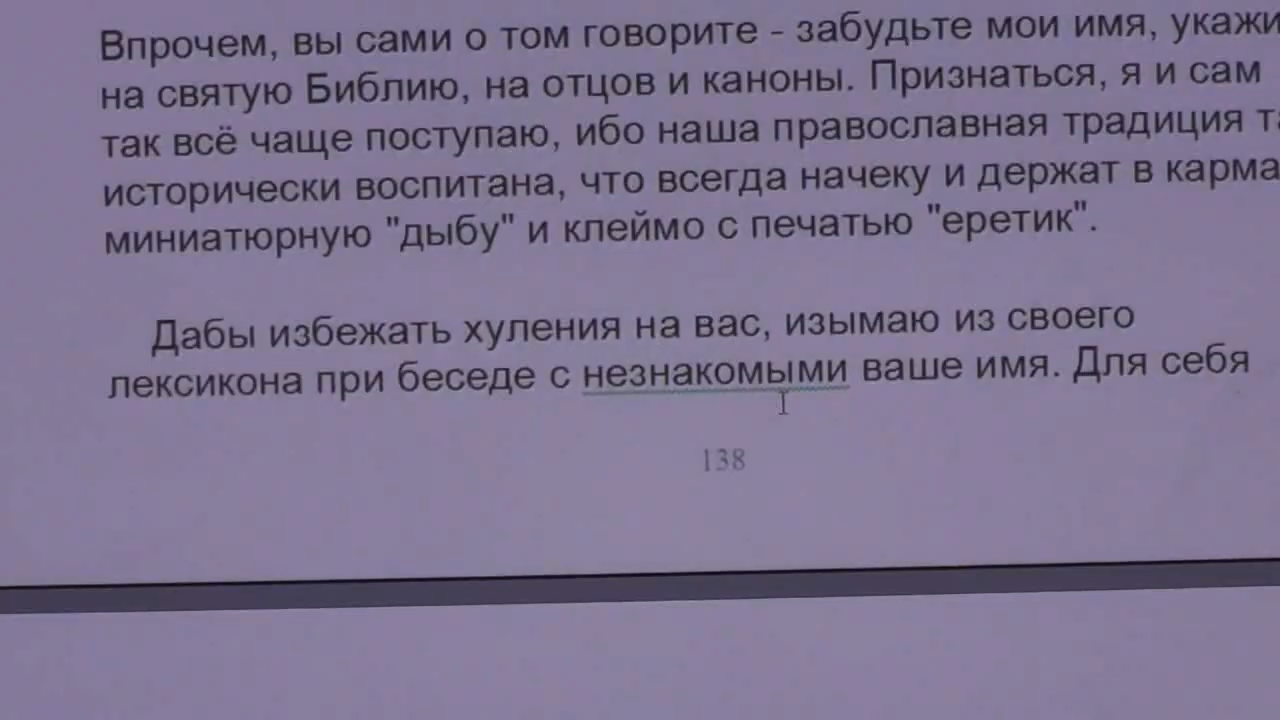 Впрочем, вы сами о том говорите - забудьте мои имя, укажи
на святую Библию, на отцов и каноны. Признаться, я и сам
так всё чаще поступаю, ибо наша православная традиция та
исторически воспитана, что всегда начеку и держат в карма
миниатюрную "дыбу" и клеймо с печатью "еретик".
Дабы избежать хуления на вас, изымаю из своего
лексикона при беседе с незнакомыми ваше имя. Для себя
138